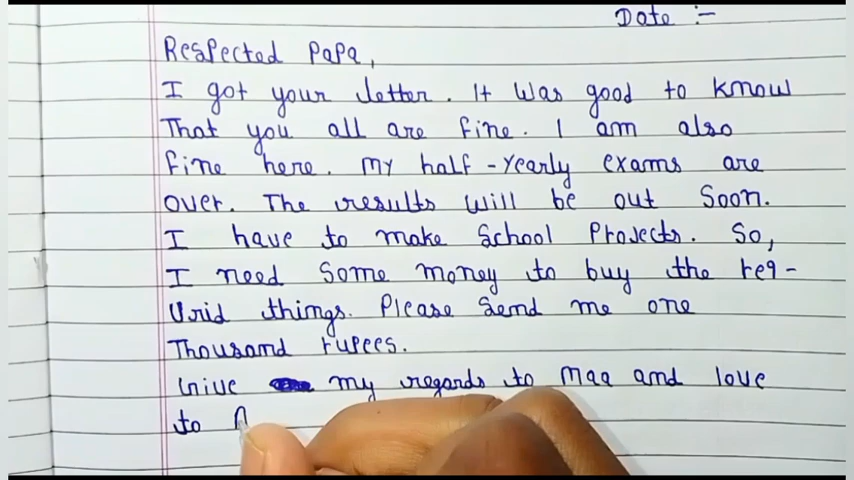 Date :-
Respected Papa,
I got your letter. It was good to know
That you all are fine. I am also
fine here. My half-Yearly exams are
over. The results will be out soon.
I have to make School Projects. So,
I need some money to buy the req-
urid things. Please send me one
Thousand rupees.
Give my regards to Maa and love
to